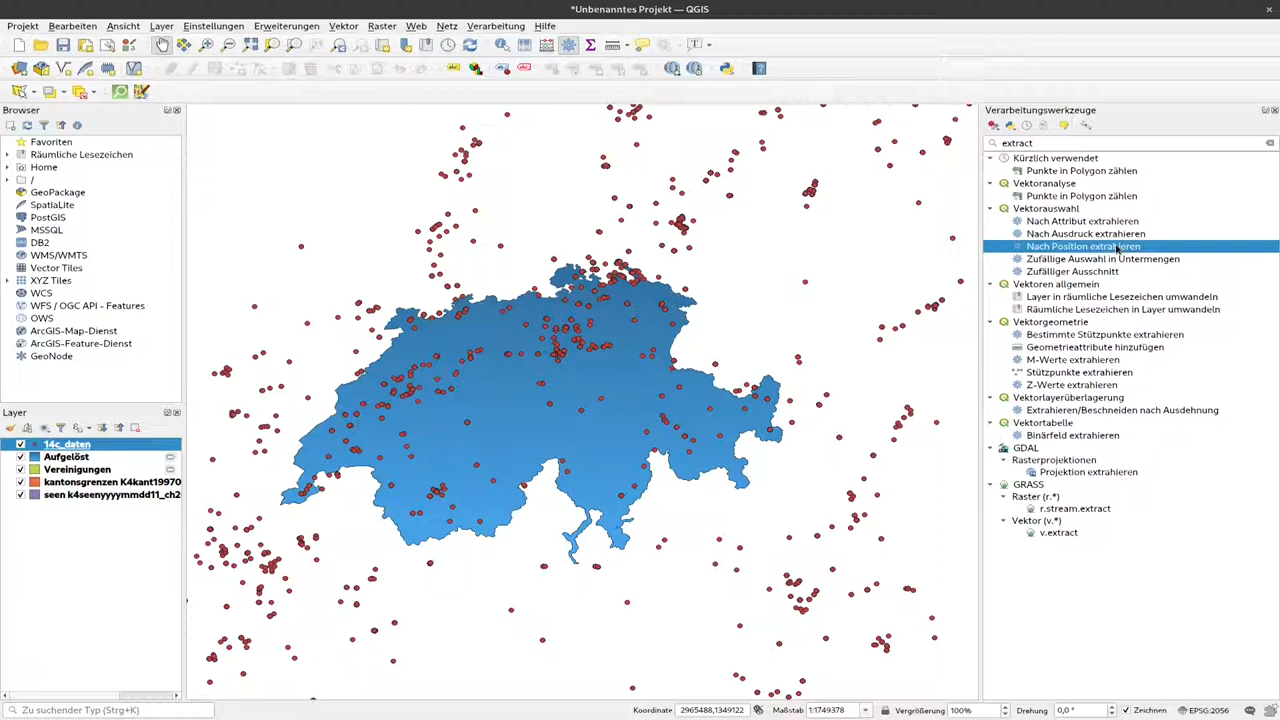 *Unbenanntes Projekt — QGIS
Projekt Bearbeiten Ansicht Layer Einstellungen Erweiterungen Vektor Raster Web Netz Verarbeitung Hilfe
Browser
Favoriten
Räumliche Lesezeichen
Home
/
GeoPackage
SpatiaLite
PostGIS
MSSQL
DB2
WMS/WMTS
Vector Tiles
XYZ Tiles
WCS
WFS / OGC API - Features
OWS
ArcGIS-Map-Dienst
ArcGIS-Feature-Dienst
GeoNode
Layer
14c_daten
Aufgelöst
Vereinigungen
kantonsgrenzen K4kant19970
seen k4seenyyyymmdd11_ch2
Verarbeitungswerkzeuge
extract
Kürzlich verwendet
Punkte in Polygon zählen
Vektoranalyse
Punkte in Polygon zählen
Vektorauswahl
Nach Attribut extrahieren
Nach Ausdruck extrahieren
Nach Position extrahieren
Zufällige Auswahl in Untermengen
Zufälliger Ausschnitt
Vektoren allgemein
Layer in räumliche Lesezeichen umwandeln
Räumliche Lesezeichen in Layer umwandeln
Vektorgeometrie
Bestimmte Stützpunkte extrahieren
Geometrieattribute hinzufügen
M-Werte extrahieren
Stützpunkte extrahieren
Z-Werte extrahieren
Vektorlayerüberlagerung
Extrahieren/Beschneiden nach Ausdehnung
Vektortabelle
Binärfeld extrahieren
GDAL
Rasterprojektionen
Projektion extrahieren
GRASS
Raster (r.*)
r.stream.extract
Vektor (v.*)
v.extract
Zu suchender Typ (Strg+K)
Koordinate 2965488,1349122 Maßstab 1:1749378 Vergrößerung 100% Drehung 0,0 ° Zeichnen EPSG:2056